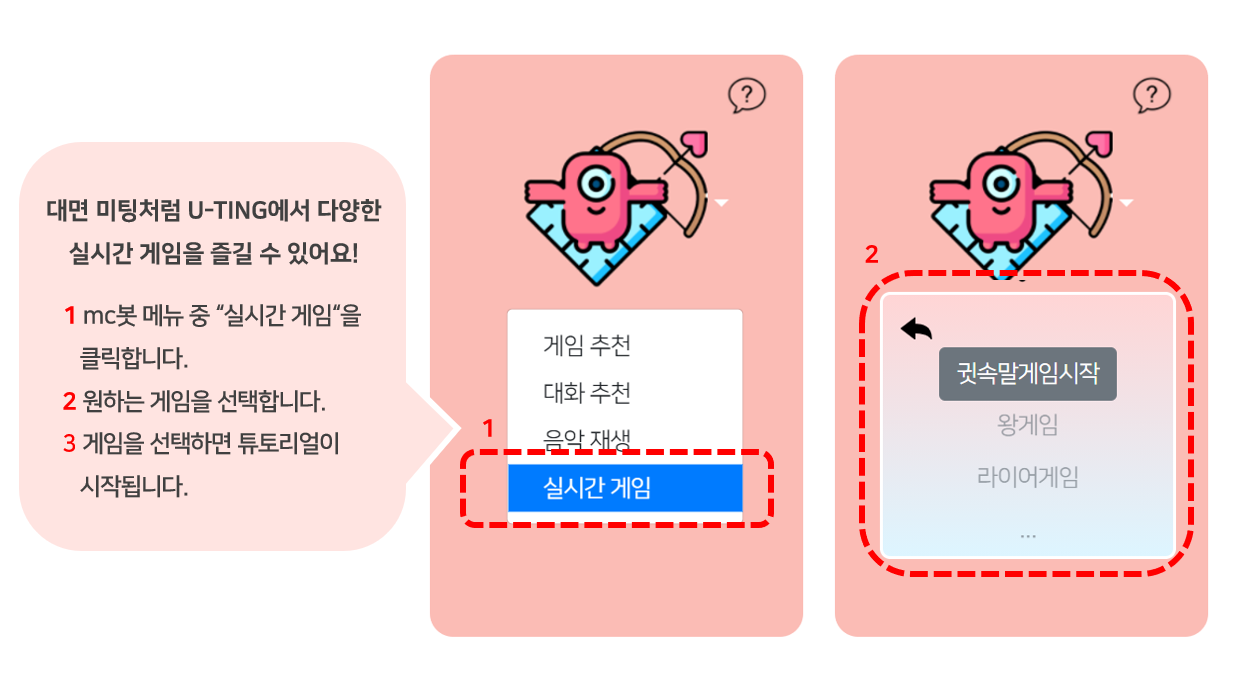 대면 미팅처럼 U-TING에서 다양한
실시간 게임을 즐길 수 있어요!
1 mc봇 메뉴 중 “실시간 게임“을
클릭합니다.
2 원하는 게임을 선택합니다.
3 게임을 선택하면 튜토리얼이
시작됩니다.
?
게임 추천
대화 추천
음악 재생
1
실시간 게임
?
2
귓속말게임시작
왕게임
라이어게임
...